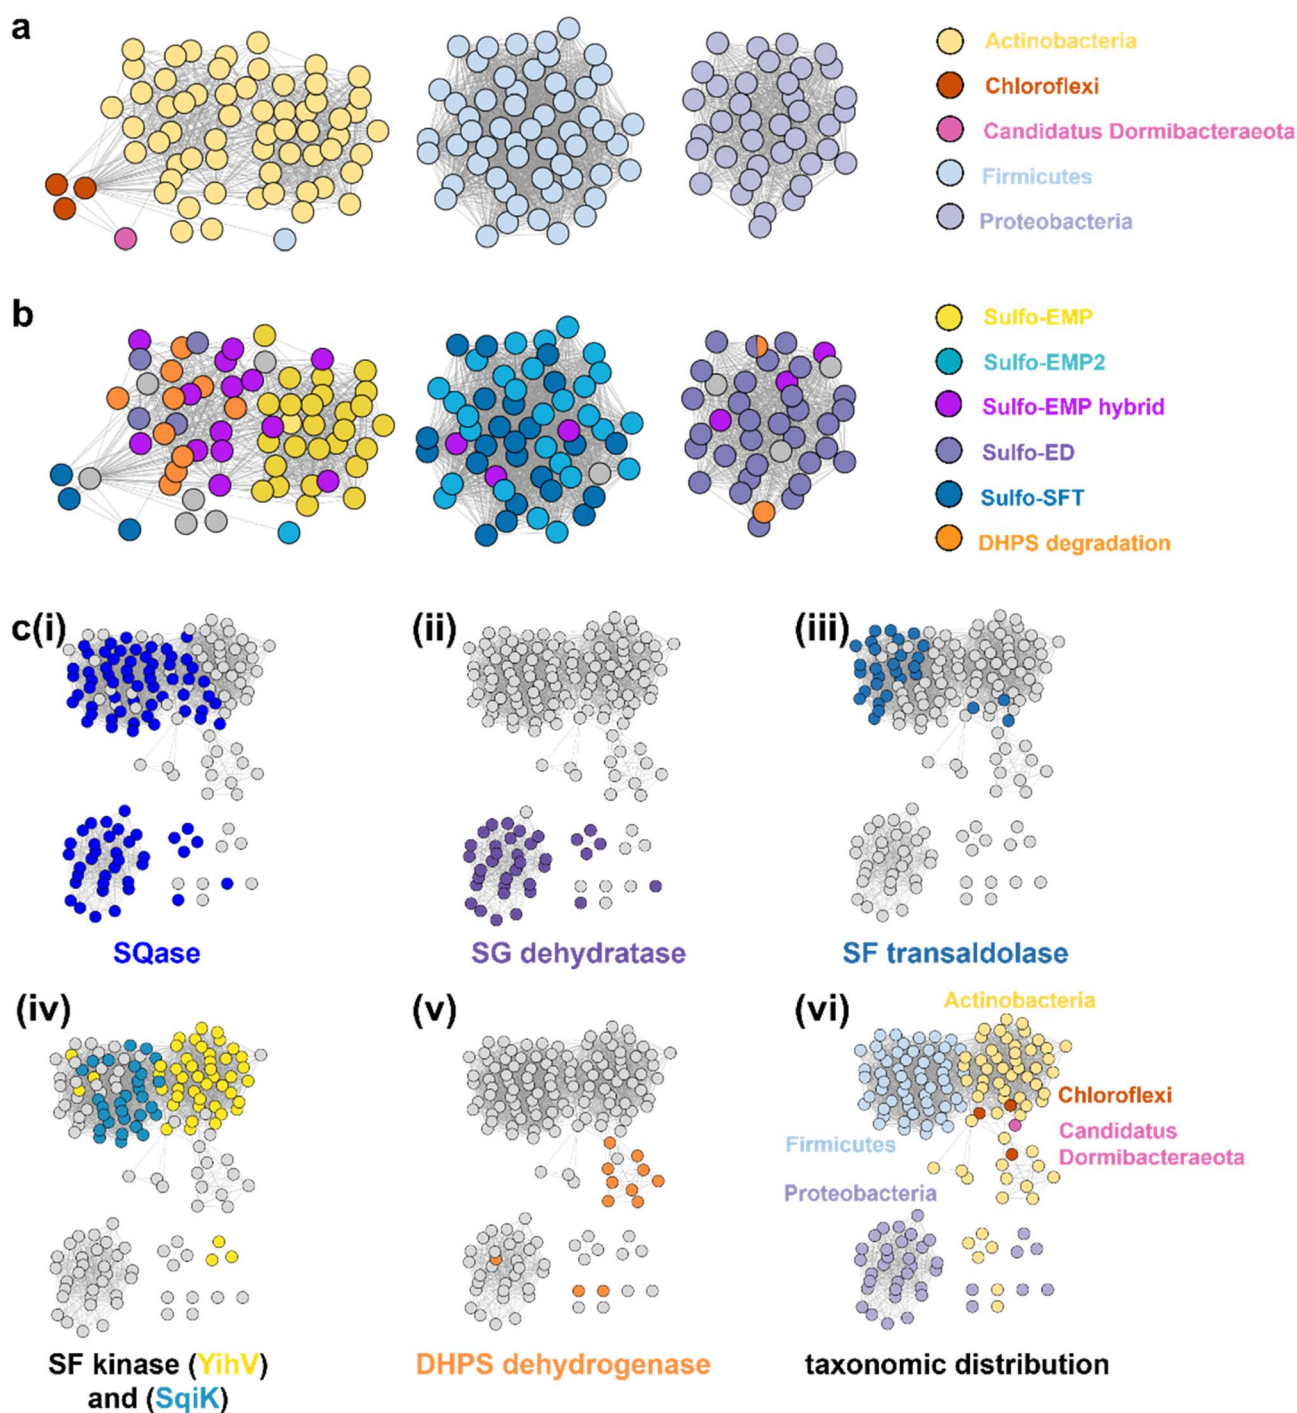 a
Actinobacteria
Chloroflexi
Candidatus Dormibacteraeota
Firmicutes
Proteobacteria
b
Sulfo-EMP
Sulfo-EMP2
Sulfo-EMP hybrid
Sulfo-ED
Sulfo-SFT
DHPS degradation
c(i)
(ii)
(iii)
SQase
SG dehydratase
SF transaldolase
(iv)
(v)
(vi)
Actinobacteria
Chloroflexi
Candidatus
Dormibacteraeota
Firmicutes
Proteobacteria
SF kinase (YihV)
and (SqiK)
DHPS dehydrogenase
taxonomic distribution